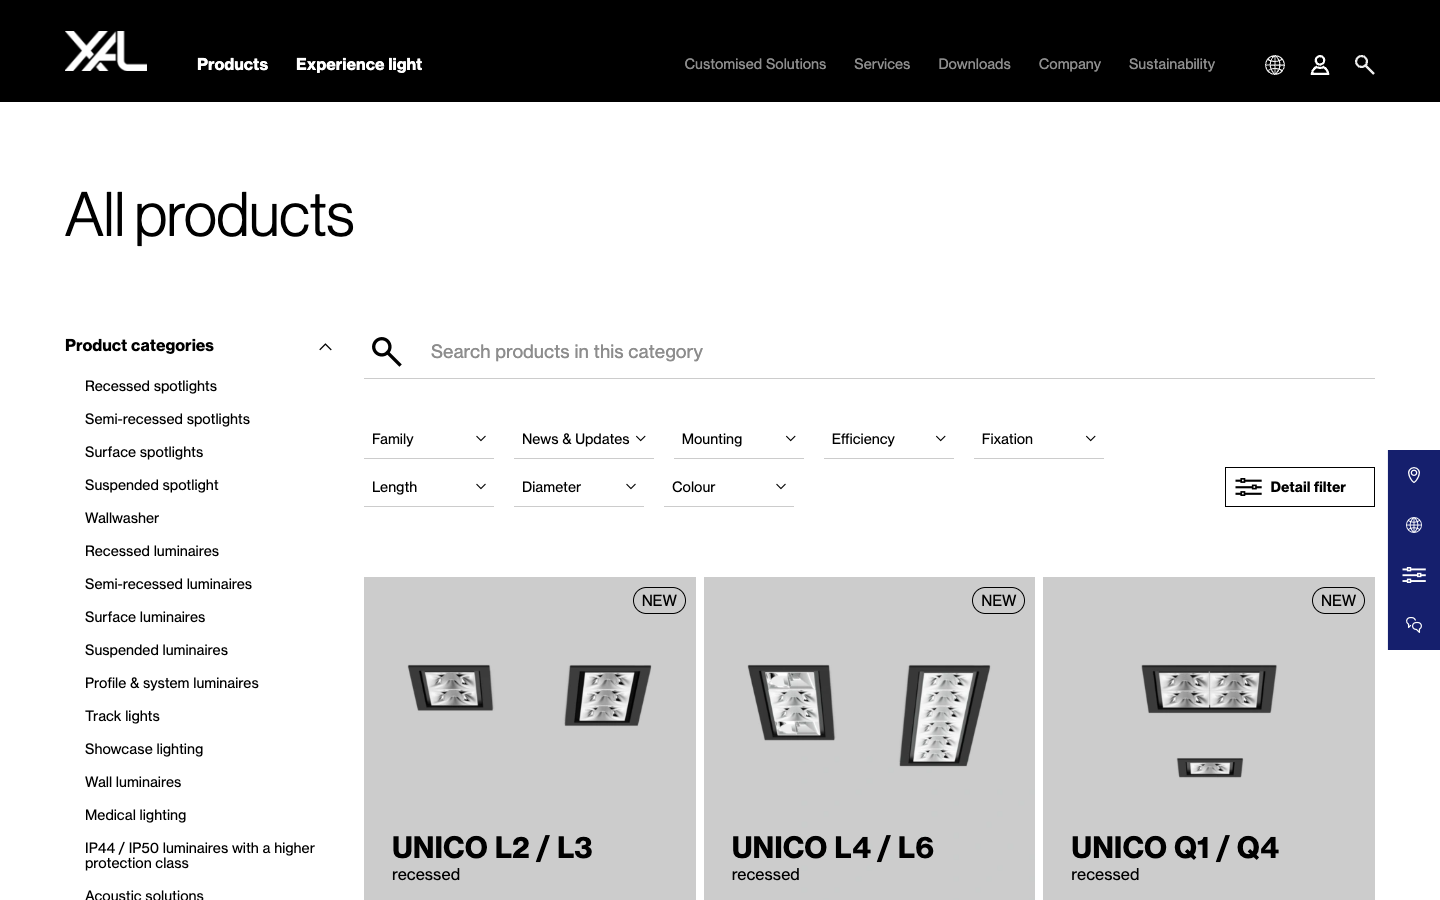 XAL
Products
Experience light
Customised Solutions
Services
Downloads
Company
Sustainability
All products
Product categories
Recessed spotlights
Semi-recessed spotlights
Surface spotlights
Suspended spotlight
Wallwasher
Recessed luminaires
Semi-recessed luminaires
Surface luminaires
Suspended luminaires
Profile & system luminaires
Track lights
Showcase lighting
Wall luminaires
Medical lighting
IP44 / IP50 luminaires with a higher
protection class
Acoustic solutions
Search products in this category
Family
News & Updates
Mounting
Efficiency
Fixation
Length
Diameter
Colour
Detail filter
NEW
UNICO L2 / L3
recessed
NEW
UNICO L4 / L6
recessed
NEW
UNICO Q1 / Q4
recessed